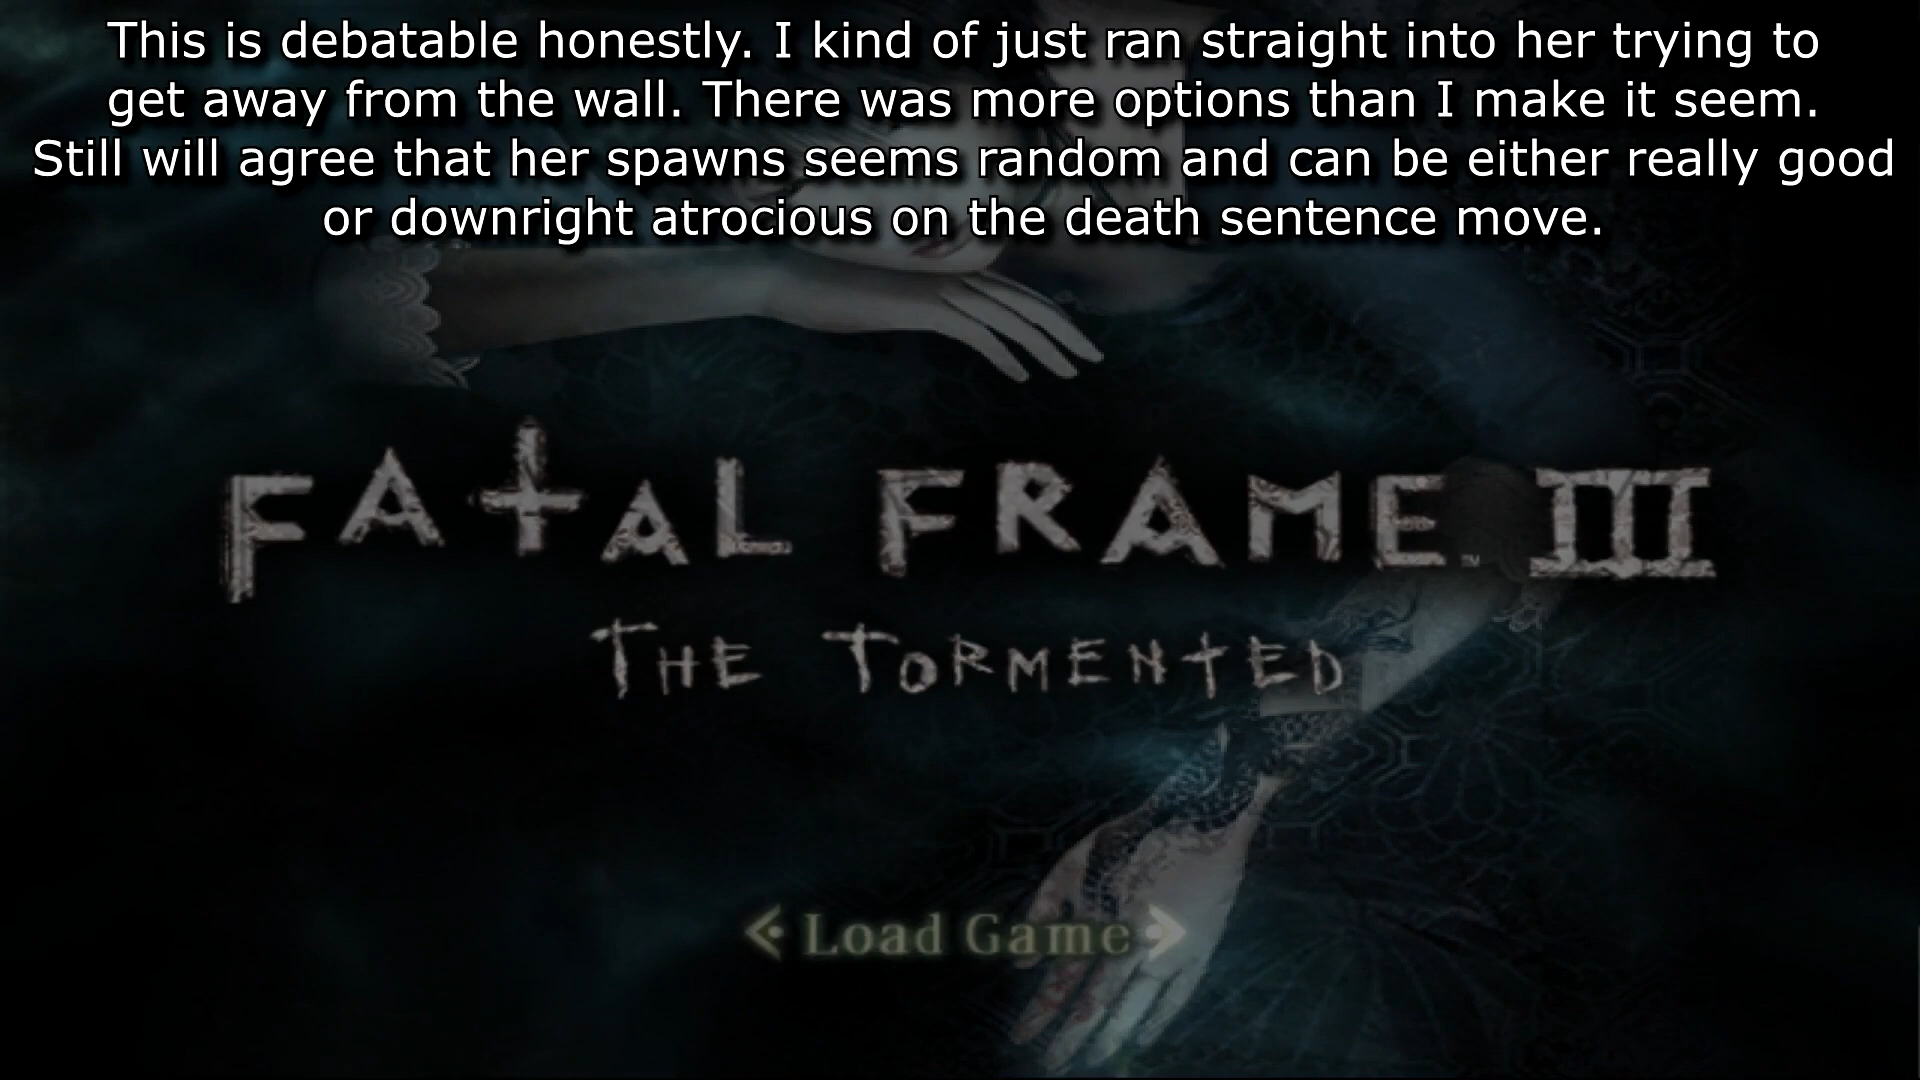 This is debatable honestly. I kind of just ran straight into her trying to
get away from the wall. There was more options than I make it seem.
Still will agree that her spawns seems random and can be either really good
or downright atrocious on the death sentence move.
FATAL FRAME™ III
THE TORMENTED
Load Game